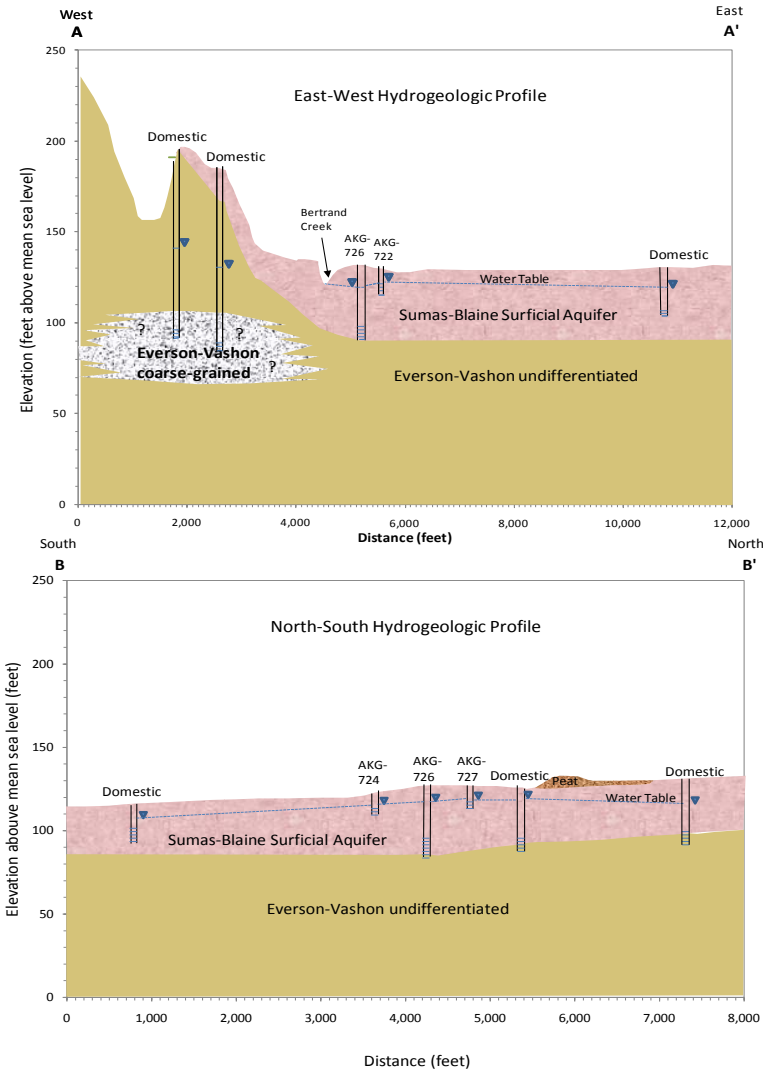 West
A
East
A'
250
East-West Hydrogeologic Profile
200
Domestic
Domestic
150
Bertrand
Creek
AKG-
726
AKG-
722
Domestic
Water Table
Sumas-Blaine Surficial Aquifer
100
?
?
Everson-Vashon
coarse-grained
?
Everson-Vashon undifferentiated
50
0
Elevation (feet above mean sea level)
0
2,000
4,000
6,000
8,000
10,000
12,000
Distance (feet)
South
B
North
B'
250
North-South Hydrogeologic Profile
200
150
AKG-
724
AKG-
726
AKG-
727
Domestic
Domestic
Domestic
Peat
Water Table
100
Sumas-Blaine Surficial Aquifer
Everson-Vashon undifferentiated
50
0
Elevation abouve mean sea level (feet)
0
1,000
2,000
3,000
4,000
5,000
6,000
7,000
8,000
Distance (feet)